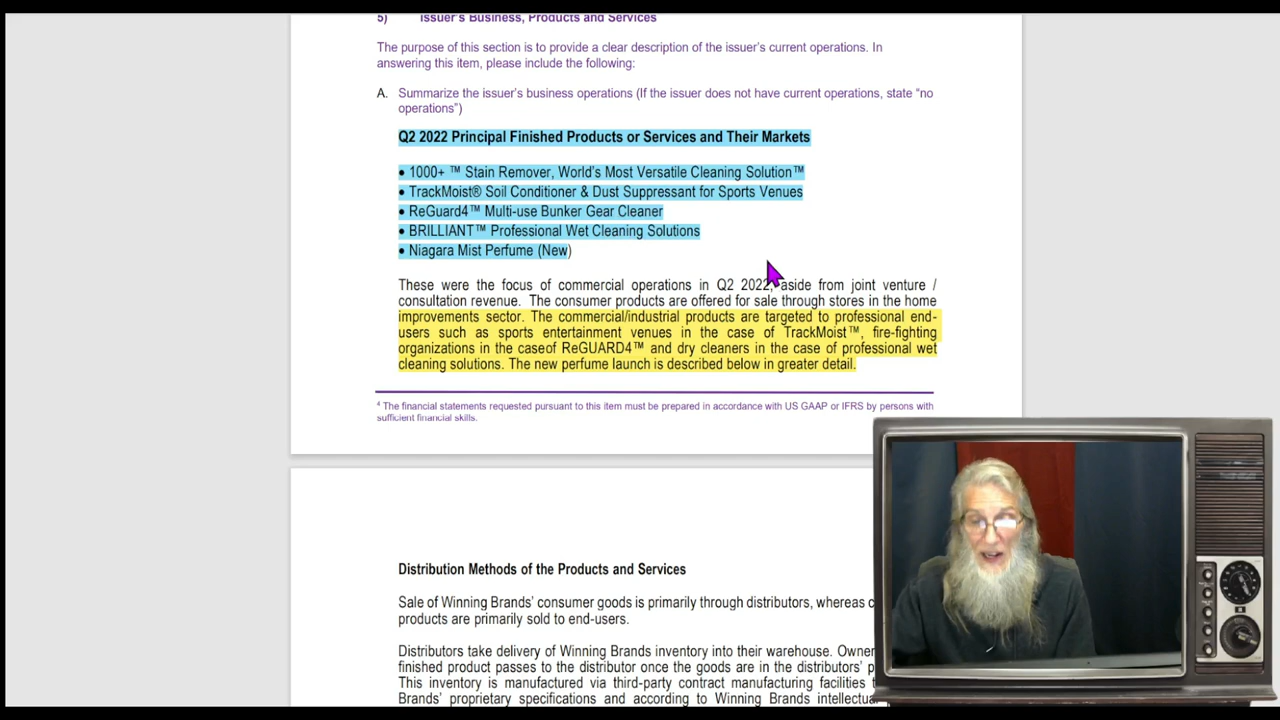 5) Issuer's Business, Products and Services
The purpose of this section is to provide a clear description of the issuer's current operations. In
answering this item, please include the following:
A. Summarize the issuer's business operations (If the issuer does not have current operations, state “no
operations”)
Q2 2022 Principal Finished Products or Services and Their Markets
• 1000+ ™ Stain Remover, World's Most Versatile Cleaning Solution™
• TrackMoist® Soil Conditioner & Dust Suppressant for Sports Venues
• ReGuard4™ Multi-use Bunker Gear Cleaner
• BRILLIANT™ Professional Wet Cleaning Solutions
• Niagara Mist Perfume (New)
These were the focus of commercial operations in Q2 2022, aside from joint venture /
consultation revenue. The consumer products are offered for sale through stores in the home
improvements sector. The commercial/industrial products are targeted to professional end-
users such as sports entertainment venues in the case of TrackMoist™, fire-fighting
organizations in the caseof ReGUARD4™ and dry cleaners in the case of professional wet
cleaning solutions. The new perfume launch is described below in greater detail.
4 The financial statements requested pursuant to this item must be prepared in accordance with US GAAP or IFRS by persons with
sufficient financial skills.
Distribution Methods of the Products and Services
Sale of Winning Brands' consumer goods is primarily through distributors, whereas
products are primarily sold to end-users.
Distributors take delivery of Winning Brands inventory into their warehouse.
finished product passes to the distributor once the goods are in the distributors'
This inventory is manufactured via third-party contract manufacturing facilities
Brands' proprietary specifications and according to Winning Brands